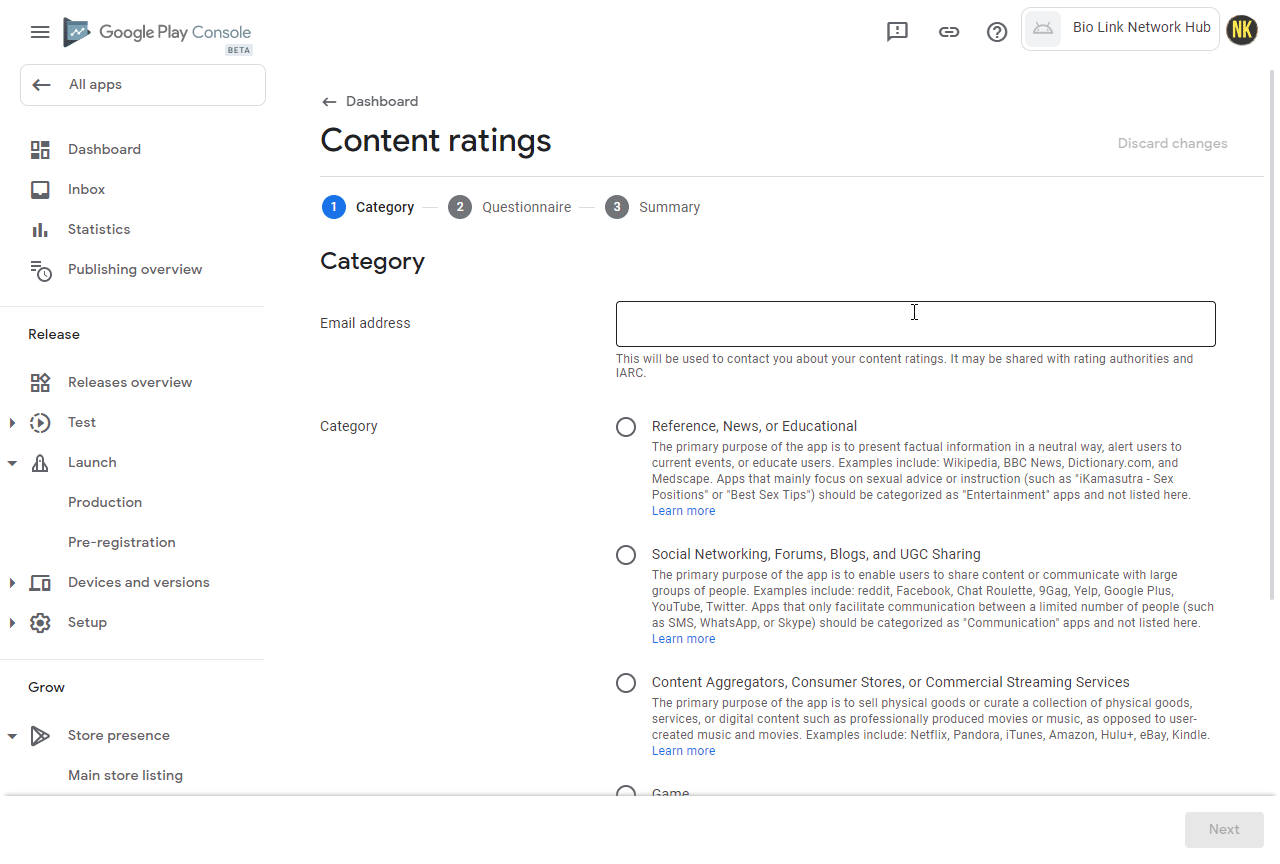 Google Play Console
BETA
Bio Link Network Hub
NK
All apps
Dashboard
Inbox
Statistics
Publishing overview
Release
Releases overview
Test
Launch
Production
Pre-registration
Devices and versions
Setup
Grow
Store presence
Main store listing
Dashboard
Content ratings
Discard changes
1 Category
2 Questionnaire
3 Summary
Category
Email address
This will be used to contact you about your content ratings. It may be shared with rating authorities and
IARC.
Category
Reference, News, or Educational
The primary purpose of the app is to present factual information in a neutral way, alert users to
current events, or educate users. Examples include: Wikipedia, BBC News, Dictionary.com, and
Medscape. Apps that mainly focus on sexual advice or instruction (such as "iKamasutra - Sex
Positions" or "Best Sex Tips") should be categorized as "Entertainment" apps and not listed here.
Learn more
Social Networking, Forums, Blogs, and UGC Sharing
The primary purpose of the app is to enable users to share content or communicate with large
groups of people. Examples include: reddit, Facebook, Chat Roulette, 9Gag, Yelp, Google Plus,
YouTube, Twitter. Apps that only facilitate communication between a limited number of people (such
as SMS, WhatsApp, or Skype) should be categorized as "Communication" apps and not listed here.
Learn more
Content Aggregators, Consumer Stores, or Commercial Streaming Services
The primary purpose of the app is to sell physical goods or curate a collection of physical goods,
services, or digital content such as professionally produced movies or music, as opposed to user-
created music and movies. Examples include: Netflix, Pandora, iTunes, Amazon, Hulu+, eBay, Kindle.
Learn more
Game
Next